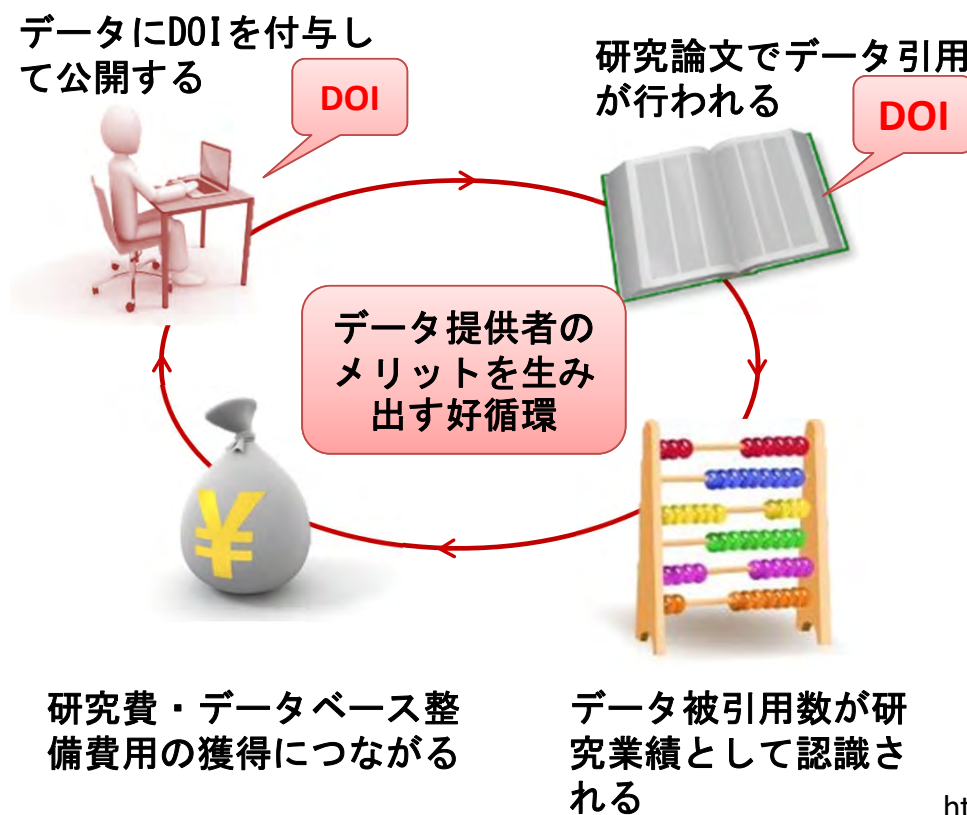 データにDOIを付与し
て公開する
DOI
研究論文でデータ引用
が行われる
DOI
データ提供者の
メリットを生み
出す好循環
¥
研究費・データベース整
備費用の獲得につながる
データ被引用数が研
究業績として認識さ
れる
ht